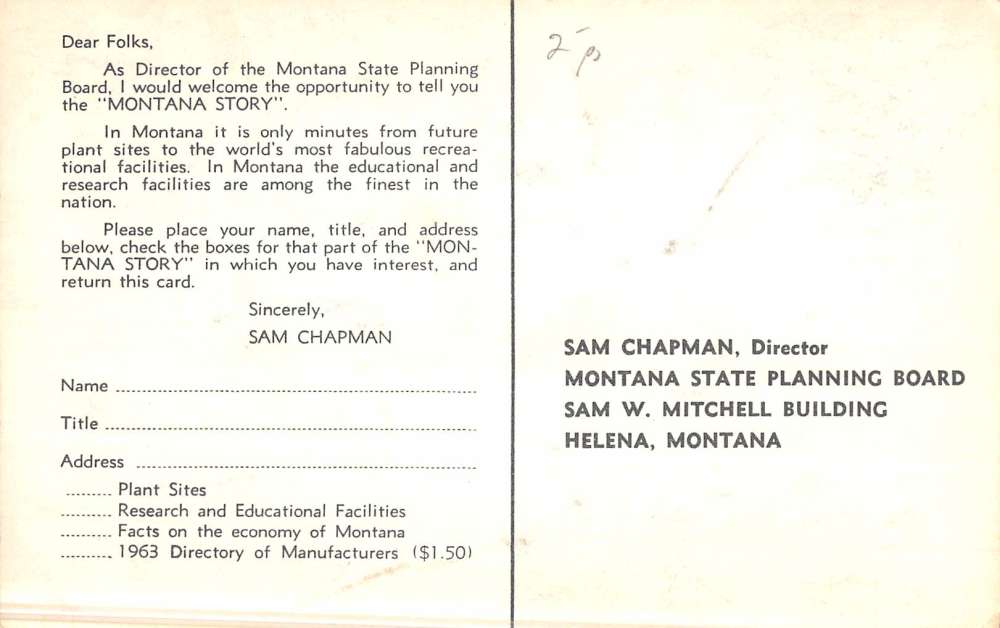 Dear Folks,
As Director of the Montana State Planning
Board, I would welcome the opportunity to tell you
the "MONTANA STORY".
In Montana it is only minutes from future
plant sites to the world's most fabulous recrea-
tional facilities. In Montana the educational and
research facilities are among the finest in the
nation.
Please place your name, title, and address
below, check the boxes for that part of the "MON-
TANA STORY" in which you have interest, and
return this card.
Sincerely,
SAM CHAPMAN
Name
Title
Address
Plant Sites
Research and Educational Facilities
Facts on the economy of Montana
1963 Directory of Manufacturers ($1.50)
SAM CHAPMAN, Director
MONTANA STATE PLANNING BOARD
SAM W. MITCHELL BUILDING
HELENA, MONTANA